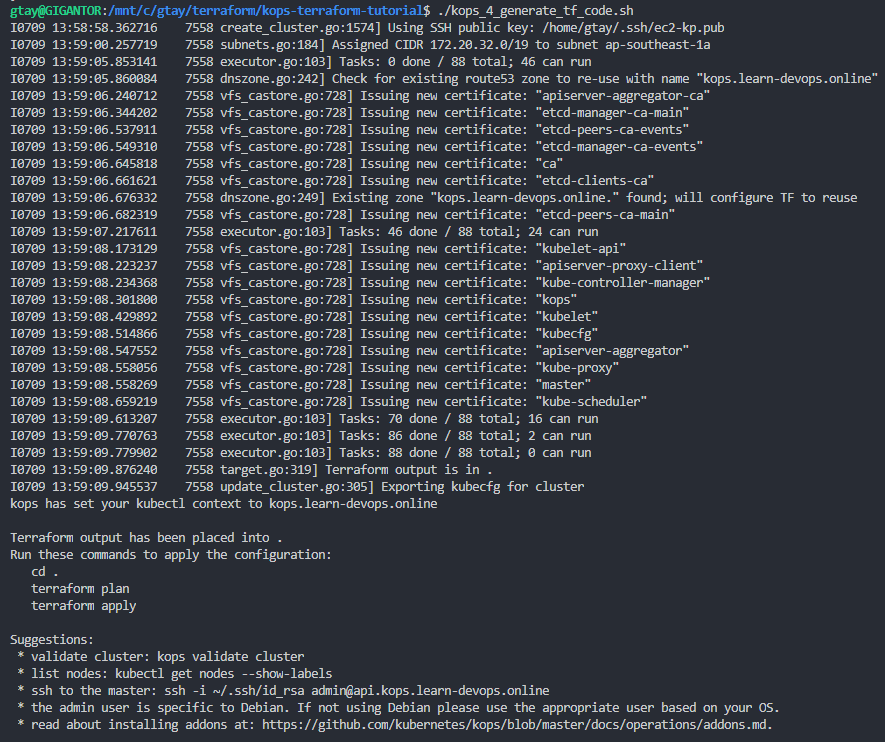 gtay@GIGANTOR:/mnt/c/gtay/terraform/kops-terraform-tutorial$ ./kops_4_generate_tf_code.sh
I0709 13:58:58.362716    7558 create_cluster.go:1574] Using SSH public key: /home/gtay/.ssh/ec2-kp.pub
I0709 13:59:00.257719    7558 subnets.go:184] Assigned CIDR 172.20.32.0/19 to subnet ap-southeast-1a
I0709 13:59:05.853141    7558 executor.go:103] Tasks: 0 done / 88 total; 46 can run
I0709 13:59:05.860084    7558 dnszone.go:242] Check for existing route53 zone to re-use with name "kops.learn-devops.online"
I0709 13:59:06.240712    7558 vfs_castore.go:728] Issuing new certificate: "apiserver-aggregator-ca"
I0709 13:59:06.344202    7558 vfs_castore.go:728] Issuing new certificate: "etcd-manager-ca-main"
I0709 13:59:06.537911    7558 vfs_castore.go:728] Issuing new certificate: "etcd-peers-ca-events"
I0709 13:59:06.549310    7558 vfs_castore.go:728] Issuing new certificate: "etcd-manager-ca-events"
I0709 13:59:06.645818    7558 vfs_castore.go:728] Issuing new certificate: "ca"
I0709 13:59:06.661621    7558 vfs_castore.go:728] Issuing new certificate: "etcd-clients-ca"
I0709 13:59:06.676332    7558 dnszone.go:249] Existing zone "kops.learn-devops.online." found; will configure TF to reuse
I0709 13:59:06.682319    7558 vfs_castore.go:728] Issuing new certificate: "etcd-peers-ca-main"
I0709 13:59:07.217611    7558 executor.go:103] Tasks: 46 done / 88 total; 24 can run
I0709 13:59:08.173129    7558 vfs_castore.go:728] Issuing new certificate: "kubelet-api"
I0709 13:59:08.223237    7558 vfs_castore.go:728] Issuing new certificate: "apiserver-proxy-client"
I0709 13:59:08.234368    7558 vfs_castore.go:728] Issuing new certificate: "kube-controller-manager"
I0709 13:59:08.301800    7558 vfs_castore.go:728] Issuing new certificate: "kops"
I0709 13:59:08.429892    7558 vfs_castore.go:728] Issuing new certificate: "kubelet"
I0709 13:59:08.514866    7558 vfs_castore.go:728] Issuing new certificate: "kubecfg"
I0709 13:59:08.547552    7558 vfs_castore.go:728] Issuing new certificate: "apiserver-aggregator"
I0709 13:59:08.558056    7558 vfs_castore.go:728] Issuing new certificate: "kube-proxy"
I0709 13:59:08.558269    7558 vfs_castore.go:728] Issuing new certificate: "master"
I0709 13:59:08.659219    7558 vfs_castore.go:728] Issuing new certificate: "kube-scheduler"
I0709 13:59:09.613207    7558 executor.go:103] Tasks: 70 done / 88 total; 16 can run
I0709 13:59:09.770763    7558 executor.go:103] Tasks: 86 done / 88 total; 2 can run
I0709 13:59:09.779902    7558 executor.go:103] Tasks: 88 done / 88 total; 0 can run
I0709 13:59:09.876240    7558 target.go:319] Terraform output is in .
I0709 13:59:09.945537    7558 update_cluster.go:305] Exporting kubecfg for cluster
kops has set your kubectl context to kops.learn-devops.online

Terraform output has been placed into .
Run these commands to apply the configuration:
   cd .
   terraform plan
   terraform apply

Suggestions:
 * validate cluster: kops validate cluster
 * list nodes: kubectl get nodes --show-labels
 * ssh to the master: ssh -i ~/.ssh/id_rsa admin@api.kops.learn-devops.online
 * the admin user is specific to Debian. If not using Debian please use the appropriate user based on your OS.
 * read about installing addons at: https://github.com/kubernetes/kops/blob/master/docs/operations/addons.md.